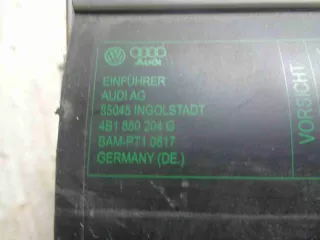 Audi
EINFÜHRER
AUDI AG
85045 INGOLSTADT
4B1 880 204 C
BAM-PT1 0817
GERMANY (DE.)
VORSICHT